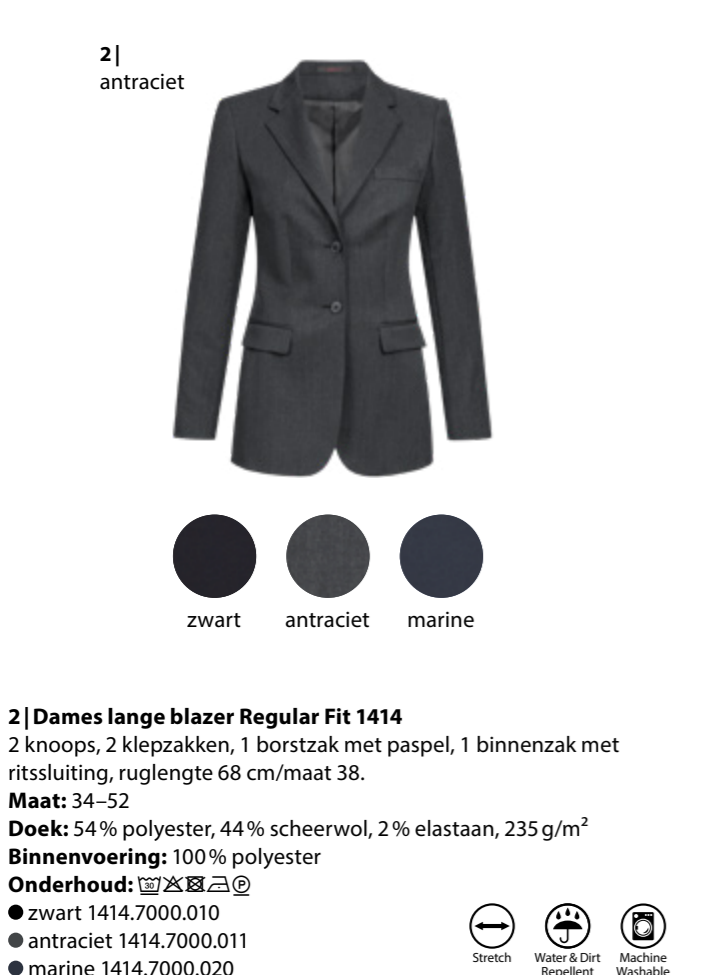 2|
antraciet
zwart antraciet marine
2|Dames lange blazer Regular Fit 1414
2 knoops, 2 klepzakken, 1 borstzak met paspel, 1 binnenzak met
ritssluiting, ruglengte 68 cm/maat 38.
Maat: 34–52
Doek: 54% polyester, 44% scheerwol, 2% elastaan, 235 g/m²
Binnenvoering: 100% polyester
Onderhoud: 30 P
zwart 1414.7000.010
antraciet 1414.7000.011
marine 1414.7000.020
Stretch
Water & Dirt
Repellent
Machine
Washable